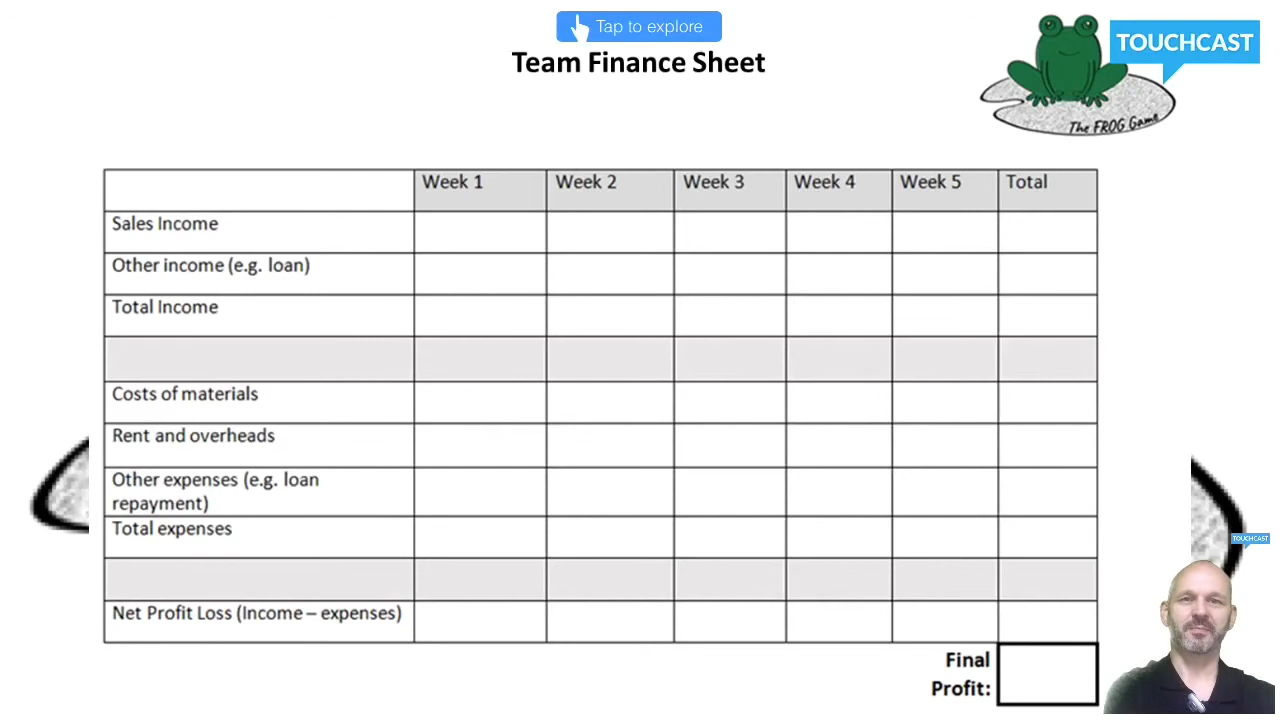 Tap to explore
Team Finance Sheet
TOUCHCAST
The FROG Game
Week 1 Week 2 Week 3 Week 4 Week 5 Total
Sales Income
Other income (e.g. loan)
Total Income
Costs of materials
Rent and overheads
Other expenses (e.g. loan
repayment)
Total expenses
TOUCHCAST
Net Profit Loss (Income – expenses)
Final
Profit: